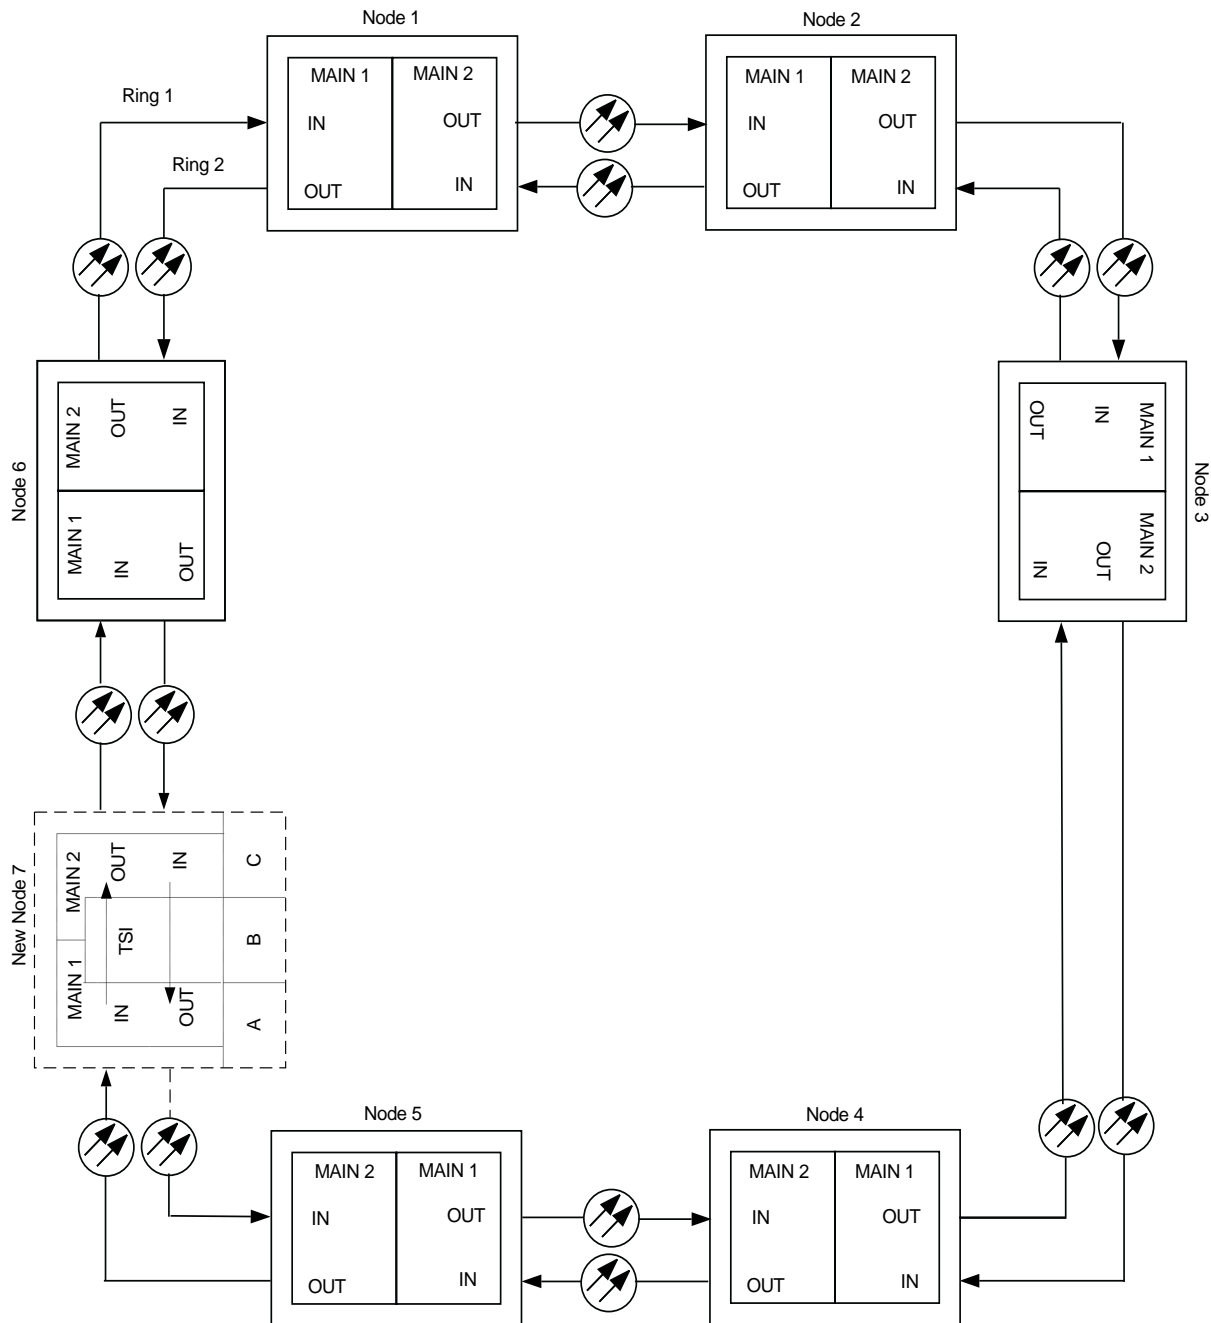 Node 1
Node 2
MAIN 1
MAIN 2
IN
OUT
OUT
IN
MAIN 1
MAIN 2
IN
OUT
OUT
IN
Ring 1
Ring 2
Node 6
MAIN 2
OUT
IN
MAIN 1
IN
OUT
Node 3
OUT
IN
MAIN 1
IN
OUT
MAIN 2
New Node 7
MAIN 2
OUT
IN
C
TSI
B
MAIN 1
IN
OUT
A
Node 5
Node 4
MAIN 2
MAIN 1
IN
OUT
OUT
IN
MAIN 2
MAIN 1
IN
OUT
OUT
IN